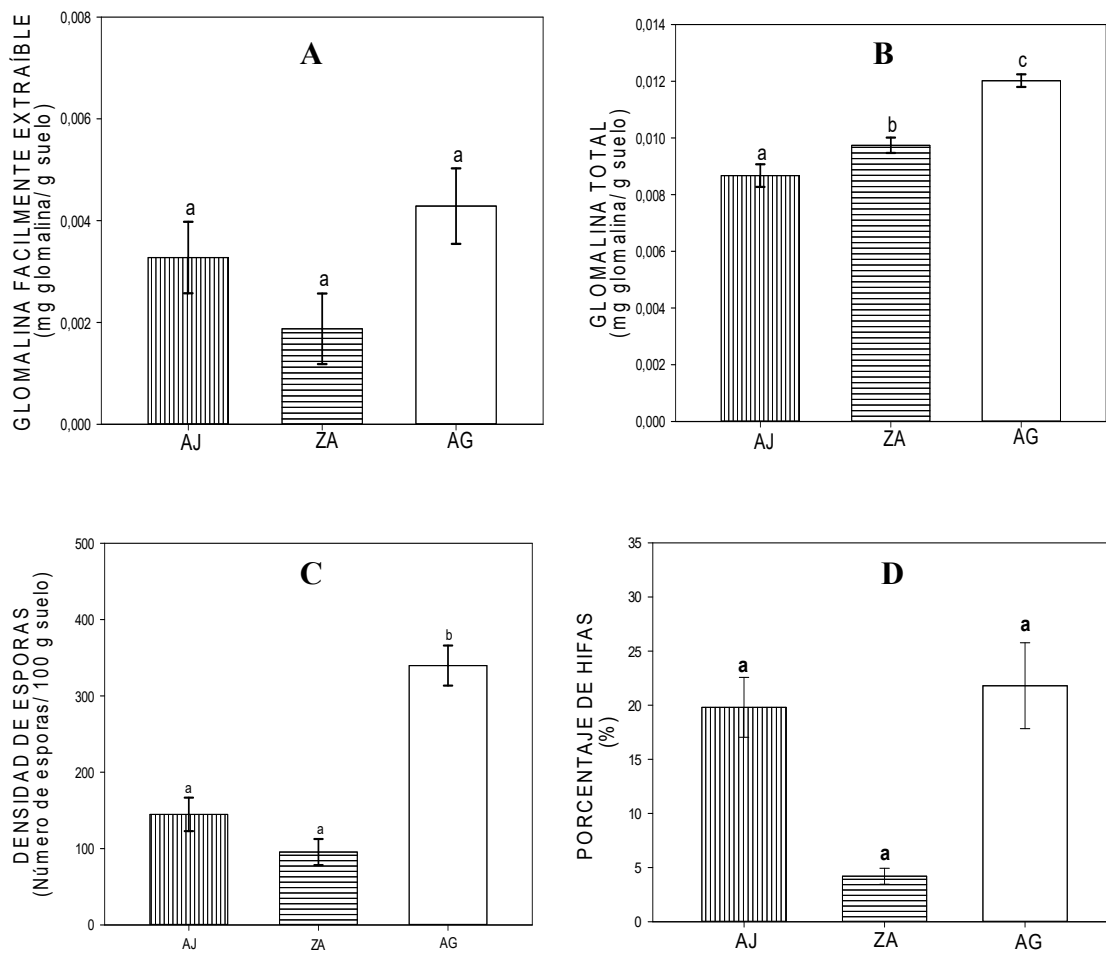 A
GLOMALINA FACILMENTE EXTRAÍBLE
(mg glomalina/ g suelo)
0,008
0,006
0,004
0,002
0,000
a
a
a
AJ
ZA
AG
B
GLOMALINA TOTAL
(mg glomalina/ g suelo)
0,014
0,012
0,010
0,008
0,006
0,004
0,002
0,000
a
b
c
AJ
ZA
AG
C
DENSIDAD DE ESPORAS
(Número de esporas/ 100 g suelo)
500
400
300
200
100
0
a
a
b
AJ
ZA
AG
D
PORCENTAJE DE HIFAS
(%)
35
30
25
20
15
10
5
0
a
a
a
AJ
ZA
AG